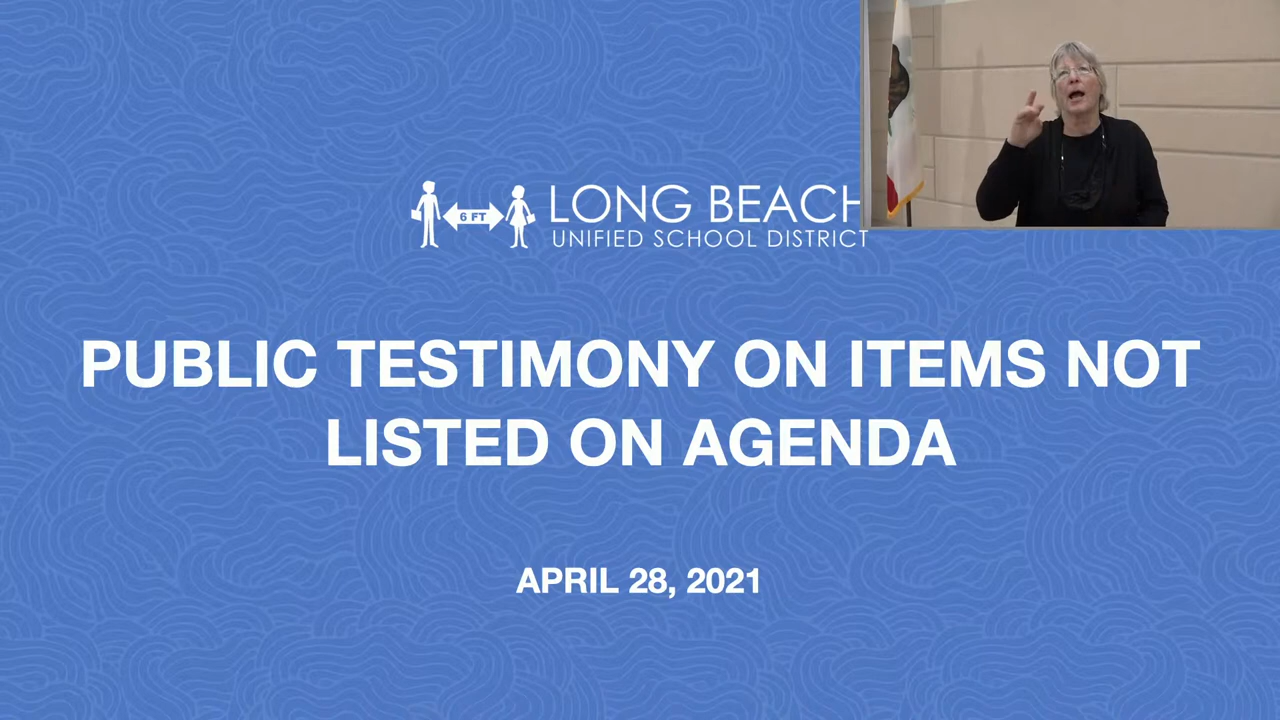 6 FT
LONG BEACH
UNIFIED SCHOOL DISTRICT
PUBLIC TESTIMONY ON ITEMS NOT
LISTED ON AGENDA
APRIL 28, 2021